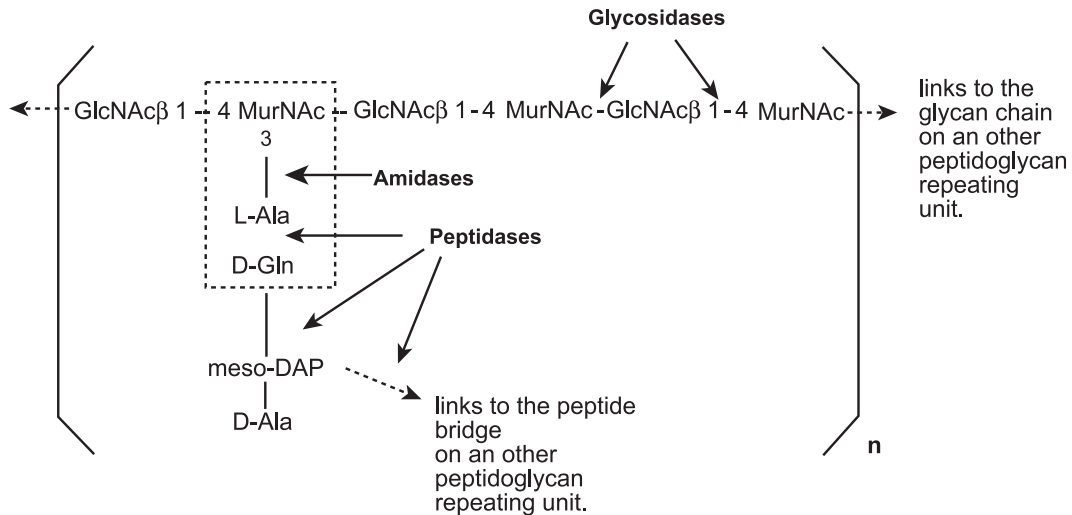 Glycosidases
GlcNAcβ 1 - 4 MurNAc - GlcNAcβ 1 - 4 MurNAc - GlcNAcβ 1 - 4 MurNAc
3
links to the
glycan chain
on an other
peptidoglycan
repeating
unit.
Amidases
L-Ala
Peptidases
D-Gln
meso-DAP
D-Ala
links to the peptide
bridge
on an other
peptidoglycan
repeating unit.
n